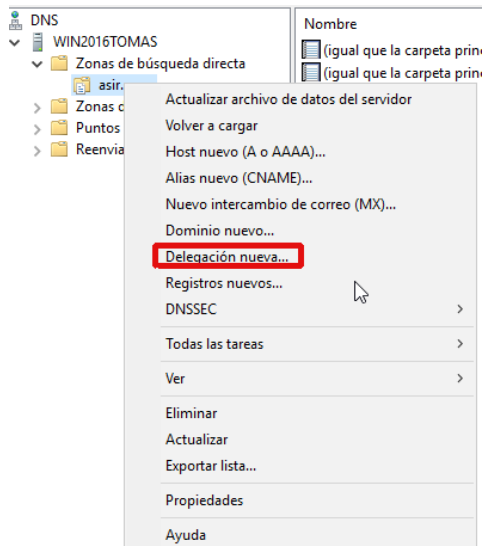 DNS
WIN2016TOMAS
Zonas de búsqueda directa
asir.
Zonas
Puntos
Reenvia
Nombre
(igual que la carpeta prin
(igual que la carpeta prin
Actualizar archivo de datos del servidor
Volver a cargar
Host nuevo (A o AAAA)...
Alias nuevo (CNAME)...
Nuevo intercambio de correo (MX)...
Dominio nuevo...
Delegación nueva...
Registros nuevos...
DNSSEC
Todas las tareas
Ver
Eliminar
Actualizar
Exportar lista...
Propiedades
Ayuda